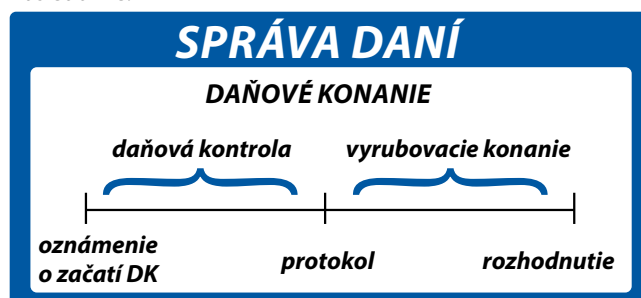 SPRÁVA DANÍ
DAŇOVÉ KONANIE
daňová kontrola vyrubovacie konanie
oznámenie
o začatí DK
protokol
rozhodnutie